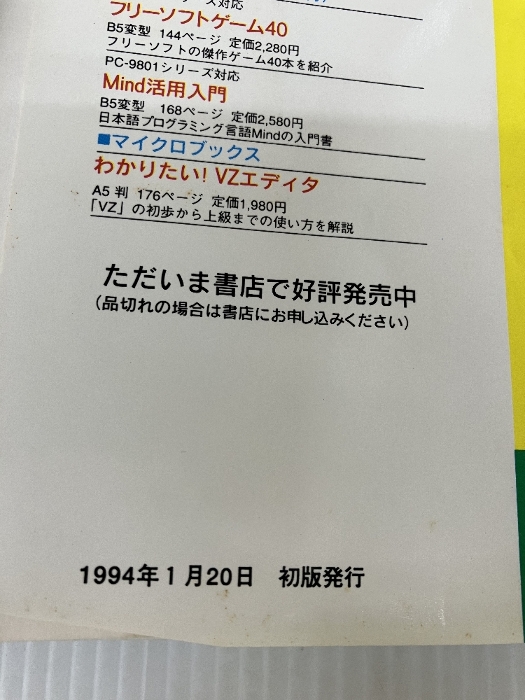 ーズ対応
フリーソフトゲーム40
B5変型 144ページ 定価2,280円
フリーソフトの傑作ゲーム40本を紹介
PC-9801シリーズ対応
Mind活用入門
B5変型 168ページ 定価2,580円
日本語プログラミング言語Mindの入門書
■マイクロブックス
わかりたい! VZエディタ
A5 判 176ページ 定価1,980円
「VZ」の初歩から上級までの使い方を解説
ただいま書店で好評発売中
(品切れの場合は書店にお申し込みください)
1994年1月20日 初版発行